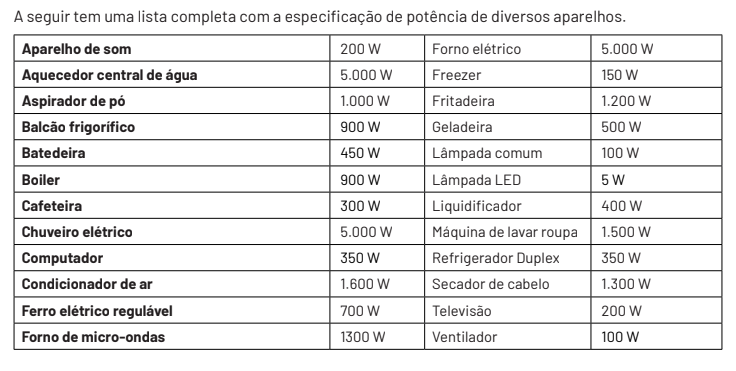 A seguir tem uma lista completa com a especificação de potência de diversos aparelhos.
Aparelho de som 200 W Forno elétrico 5.000 W
Aquecedor central de água 5.000 W Freezer 150 W
Aspirador de pó 1.000 W Fritadeira 1.200 W
Balcão frigorífico 900 W Geladeira 500 W
Batedeira 450 W Lâmpada comum 100 W
Boiler 900 W Lâmpada LED 5 W
Cafeteira 300 W Liquidificador 400 W
Chuveiro elétrico 5.000 W Máquina de lavar roupa 1.500 W
Computador 350 W Refrigerador Duplex 350 W
Condicionador de ar 1.600 W Secador de cabelo 1.300 W
Ferro elétrico regulável 700 W Televisão 200 W
Forno de micro-ondas 1300 W Ventilador 100 W